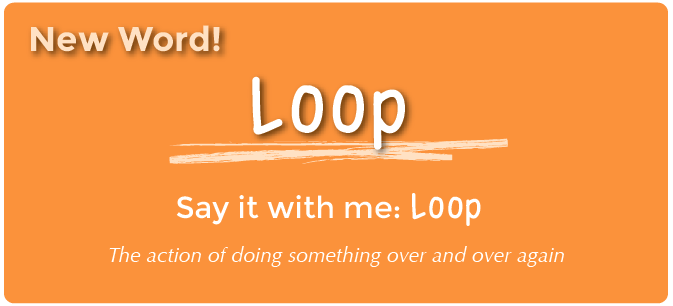 New Word!
Loop
Say it with me: Loop
The action of doing something over and over again